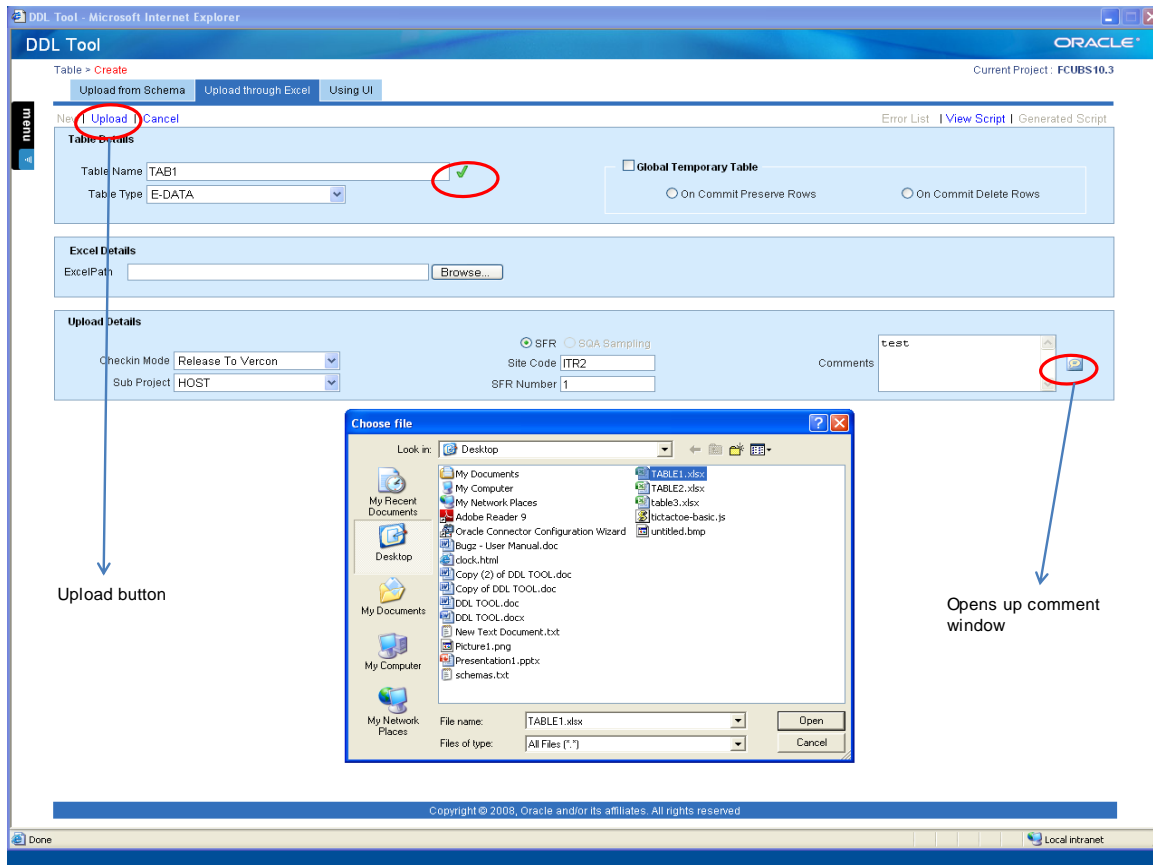 DDL Tool - Microsoft Internet Explorer
DDL Tool
ORACLE
Table > Create
Current Project : FCUBS10.3
Upload from Schema Upload through Excel Using UI
menu
New | Upload | Cancel
Error List | View Script | Generated Script
Table Details
Table Name TAB1
Global Temporary Table
Table Type E-DATA
On Commit Preserve Rows On Commit Delete Rows
Excel Details
ExcelPath Browse...
Upload Details
SFR SQA Sampling
test
Checkin Mode Release To Vercon
Site Code ITR2
Comments
Sub Project HOST
SFR Number 1
Choose file
Look in: Desktop
My Recent Documents
Desktop
My Documents
My Computer
My Network Places
My Documents
My Computer
My Network Places
Adobe Reader 9
Oracle Connector Configuration Wizard
Bugz - User Manual.doc
clock.html
Copy (2) of DDL TOOL.doc
Copy of DDL TOOL.doc
DDL TOOL.doc
DDL TOOL.docx
New Text Document.txt
Picture1.png
Presentation1.pptx
schemas.txt
TABLE1.xlsx
TABLE2.xlsx
table3.xlsx
tictactoe-basic.js
untitled.bmp
File name: TABLE1.xlsx Open
Files of type: All Files (*.*) Cancel
Upload button
Opens up comment
window
Copyright © 2008, Oracle and/or its affiliates. All rights reserved
Done
Local intranet